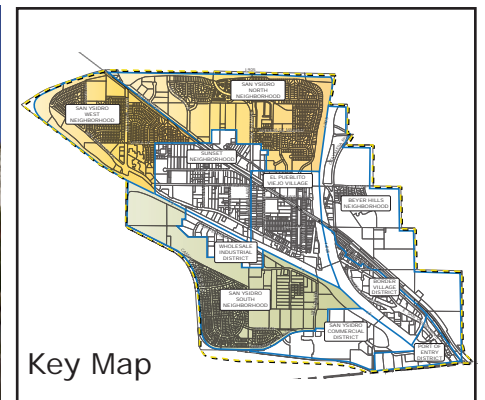 SAN YSIDRO
NORTH
NEIGHBORHOOD
SAN YSIDRO
WEST
NEIGHBORHOOD
SUNSET
NEIGHBORHOOD
EL PUEBLITO
VIEJO VILLAGE
BEYER HILLS
NEIGHBORHOOD
WHOLESALE
INDUSTRIAL
DISTRICT
BORDER
VILLAGE
DISTRICT
SAN YSIDRO
SOUTH
NEIGHBORHOOD
SAN YSIDRO
COMMERCIAL
DISTRICT
PORT OF
ENTRY
DISTRICT
Key Map